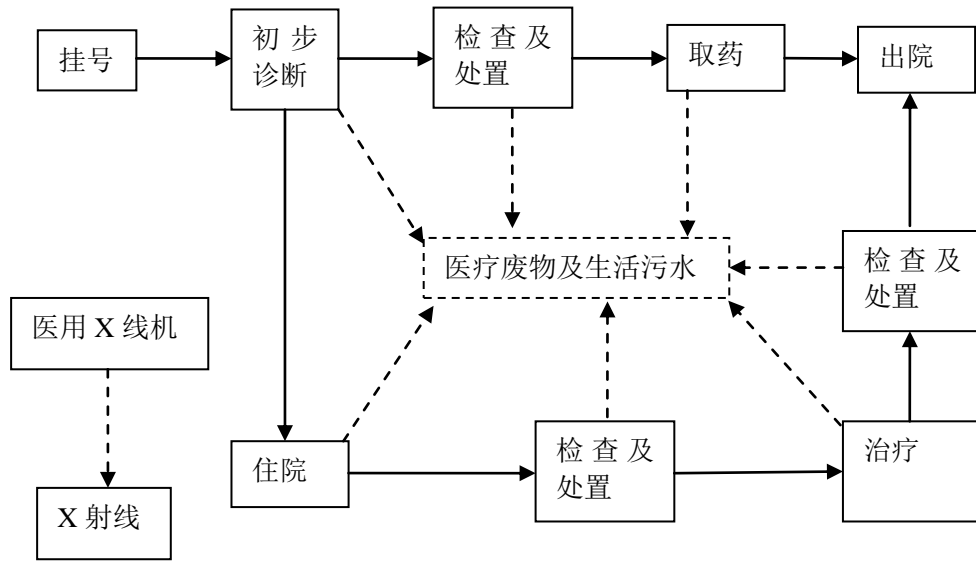 挂号
初步
诊断
检查及
处置
取药
出院
医疗废物及生活污水
检查及
处置
医用X线机
住院
检查及
处置
治疗
X射线